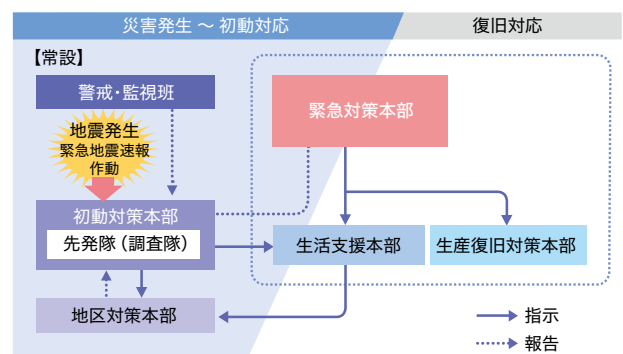 災害発生 ～ 初動対応
復旧対応
【常設】
警戒・監視班
緊急対策本部
地震発生
緊急地震速報
作動
初動対策本部
先発隊（調査隊）
生活支援本部
生産復旧対策本部
地区対策本部
指示
報告